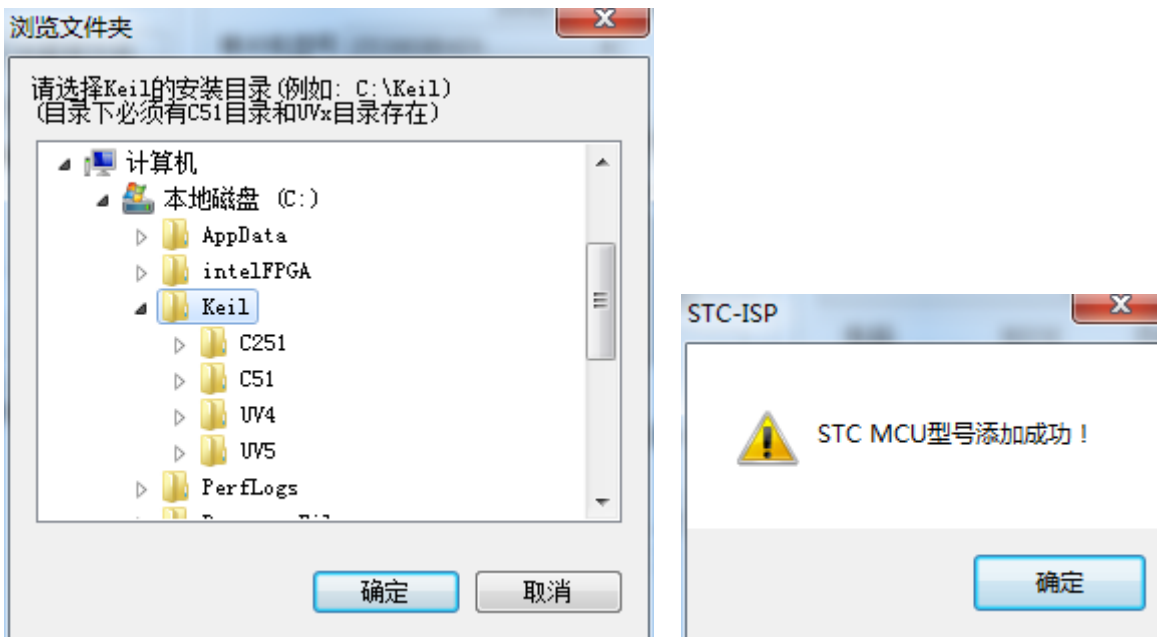 浏览文件夹
请选择Keil的安装目录(例如: C:\Keil)
(目录下必须有C51目录和UVx目录存在)
计算机
本地磁盘 (C:)
AppData
intelFPGA
Keil
C251
C51
UV4
UV5
PerfLogs
确定
取消
STC-ISP
STC MCU型号添加成功！
确定